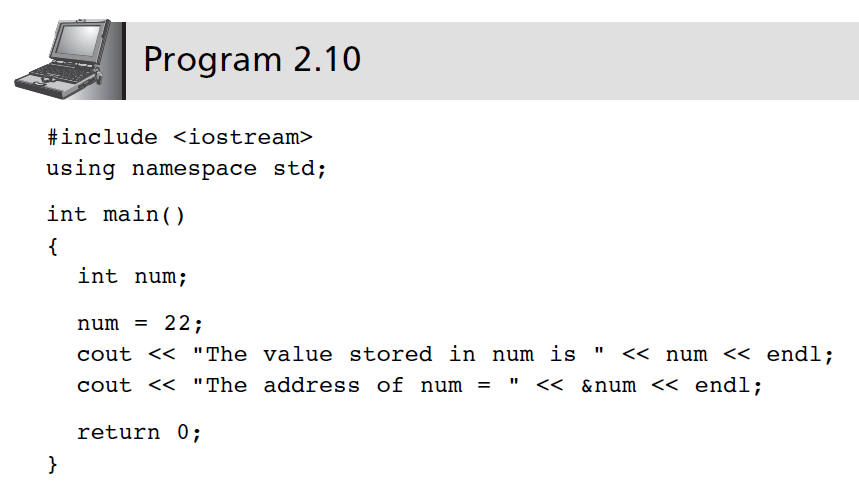 Program 2.10
#include <iostream>
using namespace std;
int main()
{
int num;
num = 22;
cout << "The value stored in num is " << num << endl;
cout << "The address of num = " << &num << endl;
return 0;
}